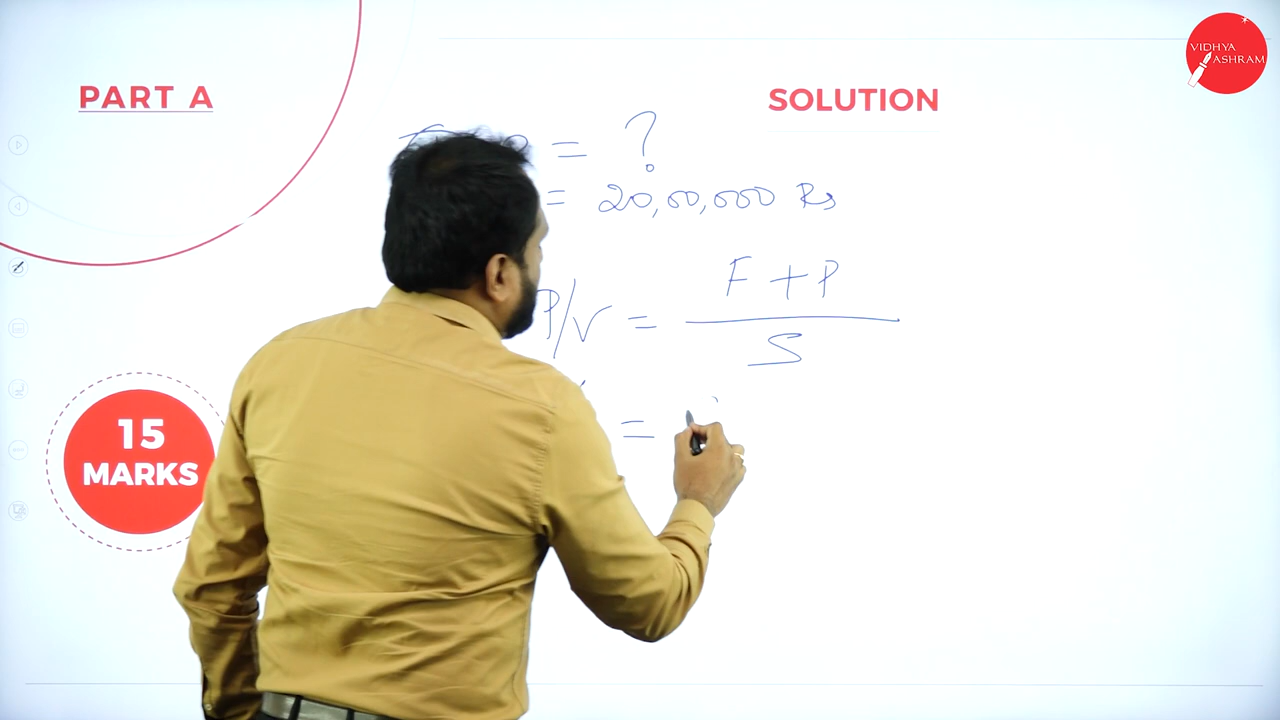 VIDHYA
ASHRAM
PART A
SOLUTION
= ?
= 20,00,000 Rs
P/V = F + P
S
=
15
MARKS